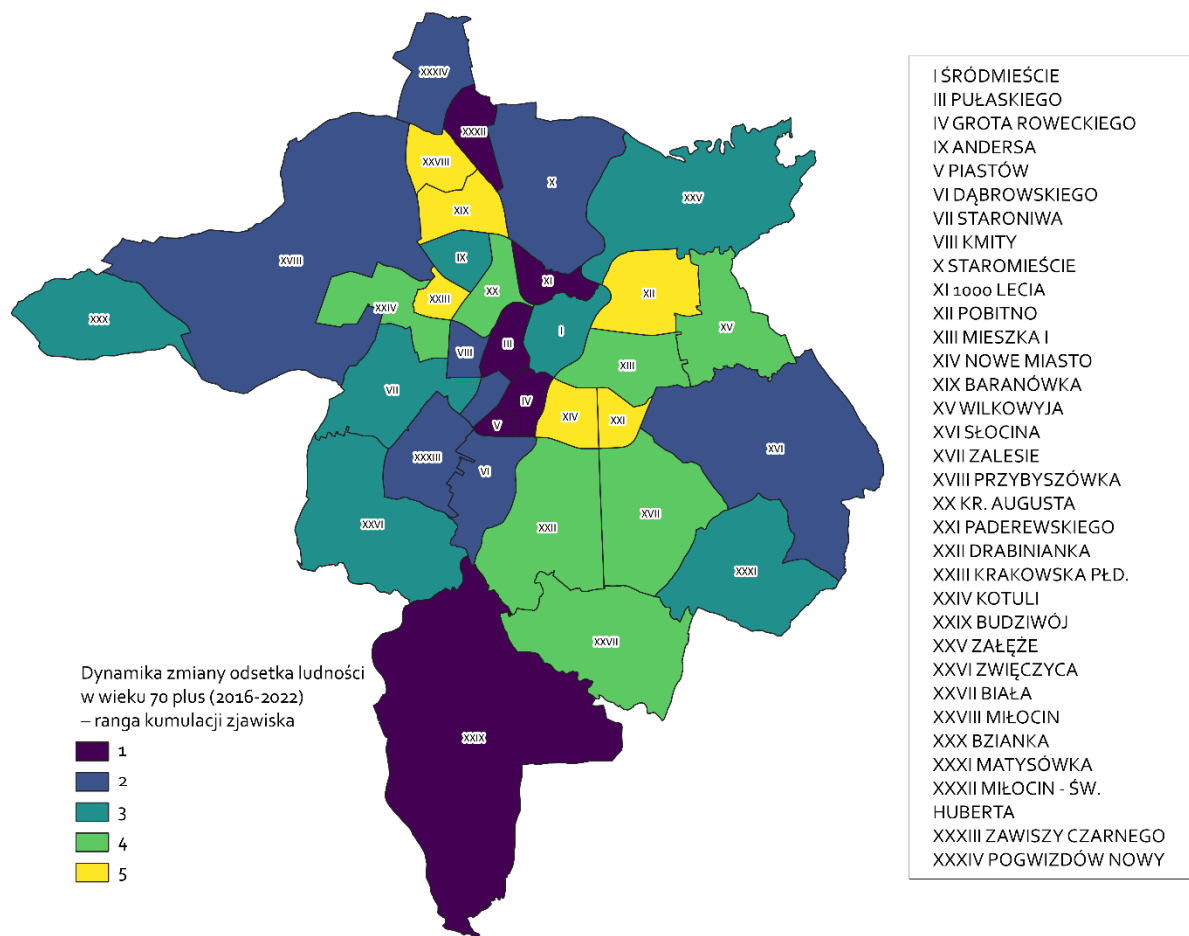 XXXIV
XXXII
XXVIII
X
XXV
XIX
IX
XVIII
XI
XX
XII
XXIII
XXIV
XXX
I
XV
III
VIII
XIII
VII
IV
XIV
XXI
V
XVI
XXXIII
VI
XXVI
XXII
XVII
XXXI
XXVII
XXIX
Dynamika zmiany odsetka ludności
w wieku 70 plus (2016-2022)
– ranga kumulacji zjawiska
1
2
3
4
5
I ŚRÓDMIEŚCIE
III PUŁASKIEGO
IV GROTA ROWECKIEGO
IX ANDERSA
V PIASTÓW
VI DĄBROWSKIEGO
VII STARONIWA
VIII KMITY
X STAROMIEŚCIE
XI 1000 LECIA
XII POBITNO
XIII MIESZKA I
XIV NOWE MIASTO
XIX BARANÓWKA
XV WILKOWYJA
XVI SŁOCINA
XVII ZALESIE
XVIII PRZYBYSZÓWKA
XX KR. AUGUSTA
XXI PADEREWSKIEGO
XXII DRABINIANKA
XXIII KRAKOWSKA PŁD.
XXIV KOTULI
XXIX BUDZIWÓJ
XXV ZAŁĘŻE
XXVI ZWIĘCZYCA
XXVII BIAŁA
XXVIII MIŁOCIN
XXX BZIANKA
XXXI MATYSÓWKA
XXXII MIŁOCIN - ŚW.
HUBERTA
XXXIII ZAWISZY CZARNEGO
XXXIV POGWIZDÓW NOWY